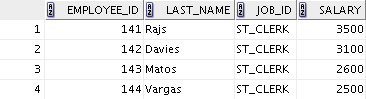 EMPLOYEE_ID LAST_NAME JOB_ID SALARY
1 141 Rajs ST_CLERK 3500
2 142 Davies ST_CLERK 3100
3 143 Matos ST_CLERK 2600
4 144 Vargas ST_CLERK 2500